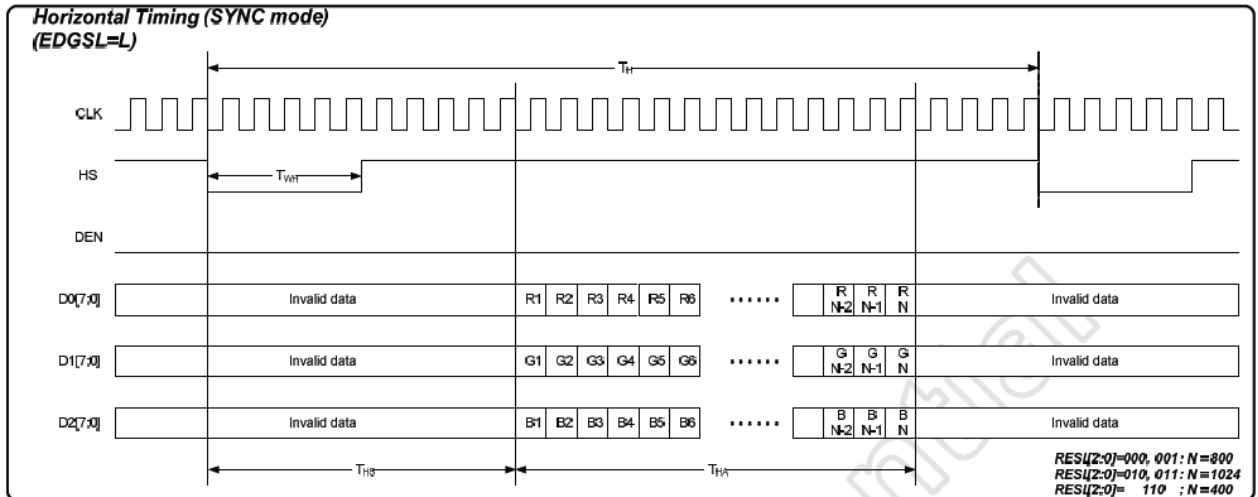 Horizontal Timing (SYNC mode)
(EDGSL=L)
TH
CLK
HS
TWH
DEN
D0[7:0] Invalid data R1 R2 R3 R4 R5 R6 ...... R N-2 R N-1 R N Invalid data
D1[7:0] Invalid data G1 G2 G3 G4 G5 G6 ...... G N-2 G N-1 G N Invalid data
D2[7:0] Invalid data B1 B2 B3 B4 B5 B6 ...... B N-2 B N-1 B N Invalid data
THB THA
RESL[2:0]=000, 001: N=800
RESL[2:0]=010, 011: N=1024
RESL[2:0]= 110 : N=400